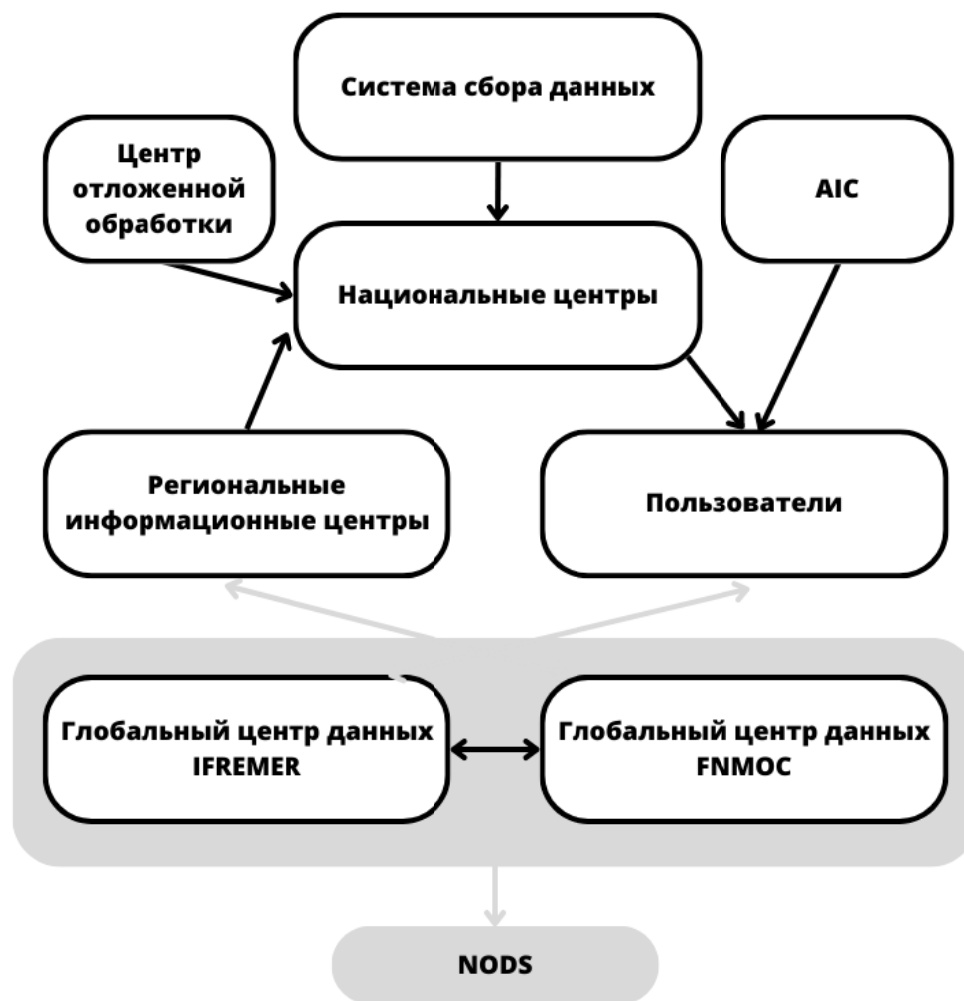 Система сбора данных
Центр
отложенной
обработки
AIC
Национальные центры
Региональные
информационные центры
Пользователи
Глобальный центр данных
IFREMER
Глобальный центр данных
FNMOC
NODS